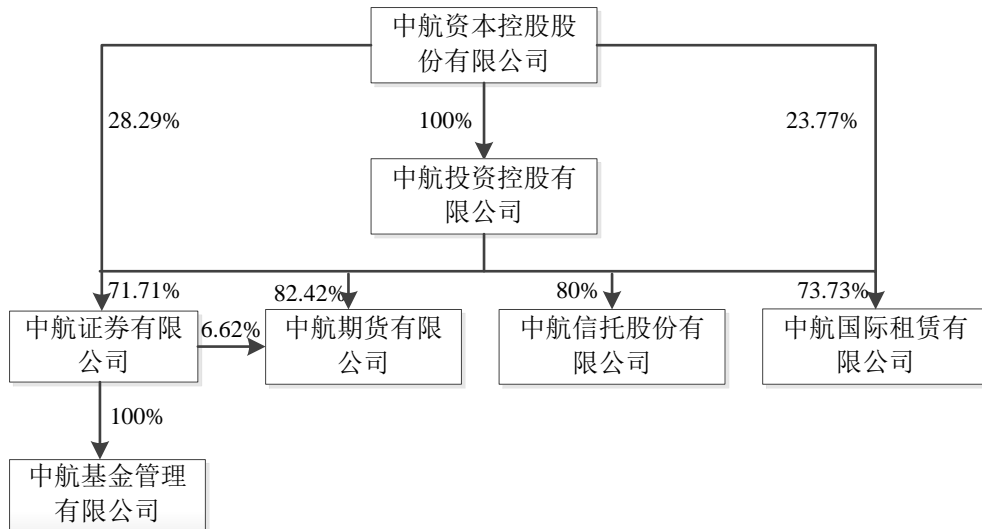 中航资本控股股
份有限公司
28.29%
100%
23.77%
中航投资控股有
限公司
71.71%
82.42%
80%
73.73%
中航证券有限
公司
6.62%
中航期货有限
公司
中航信托股份有
限公司
中航国际租赁有
限公司
100%
中航基金管理
有限公司